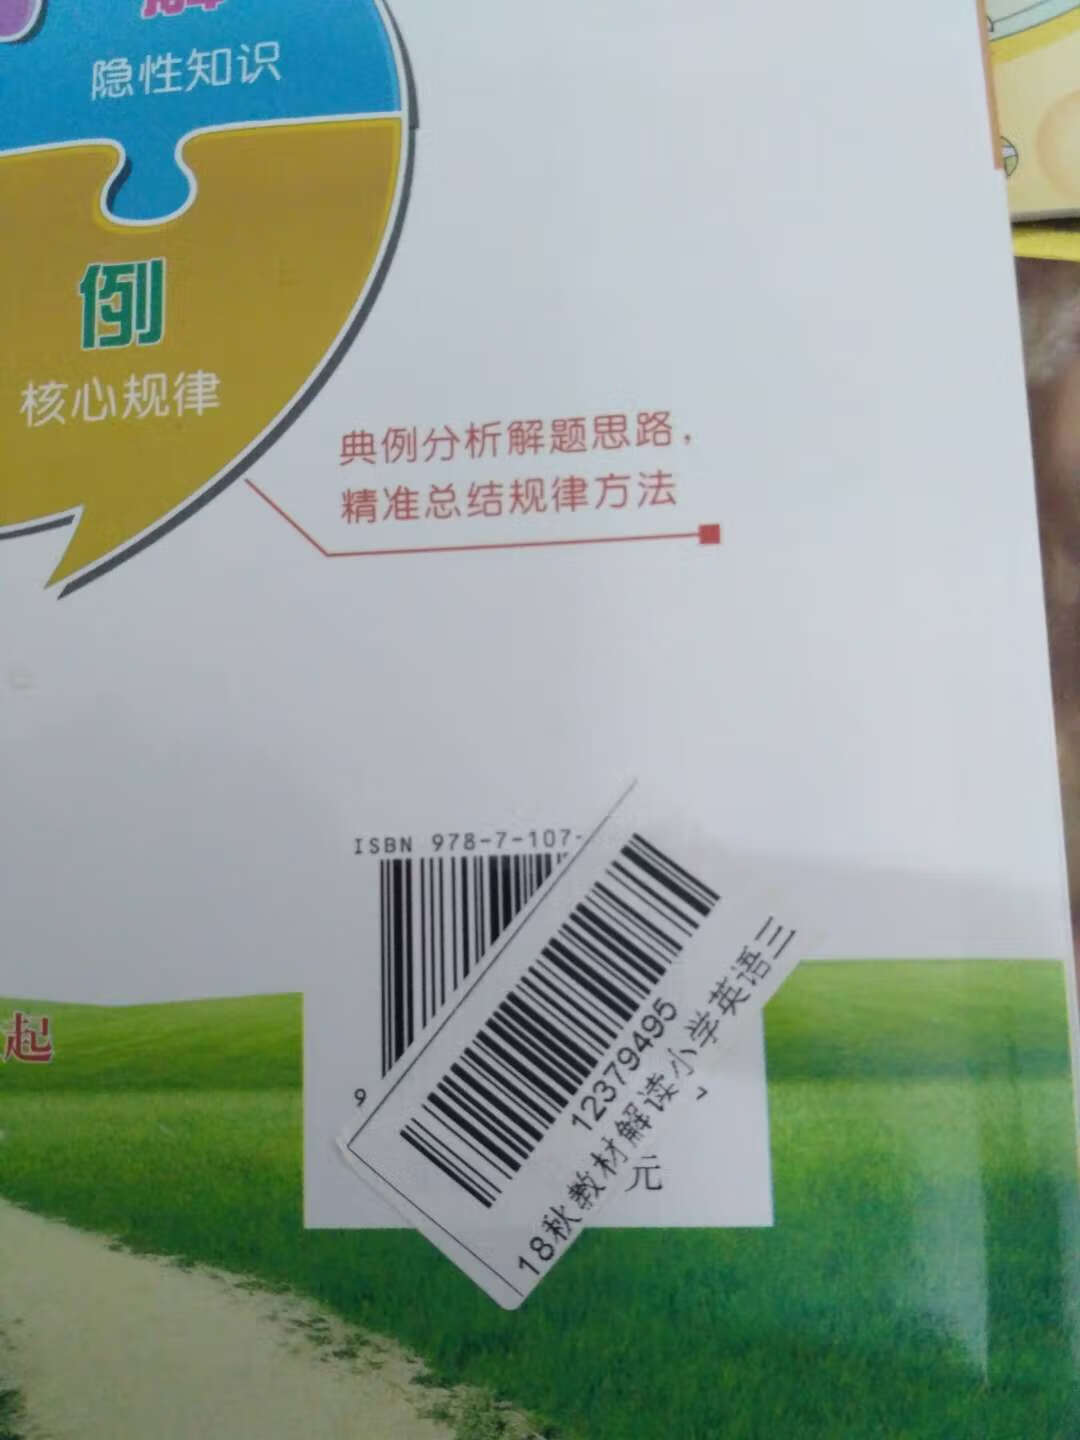 解
隐性知识
例
核心规律
典例分析解题思路，
精准总结规律方法
ISBN 978-7-107-
9
12379495
18秋教材解读小学英语三
元
起